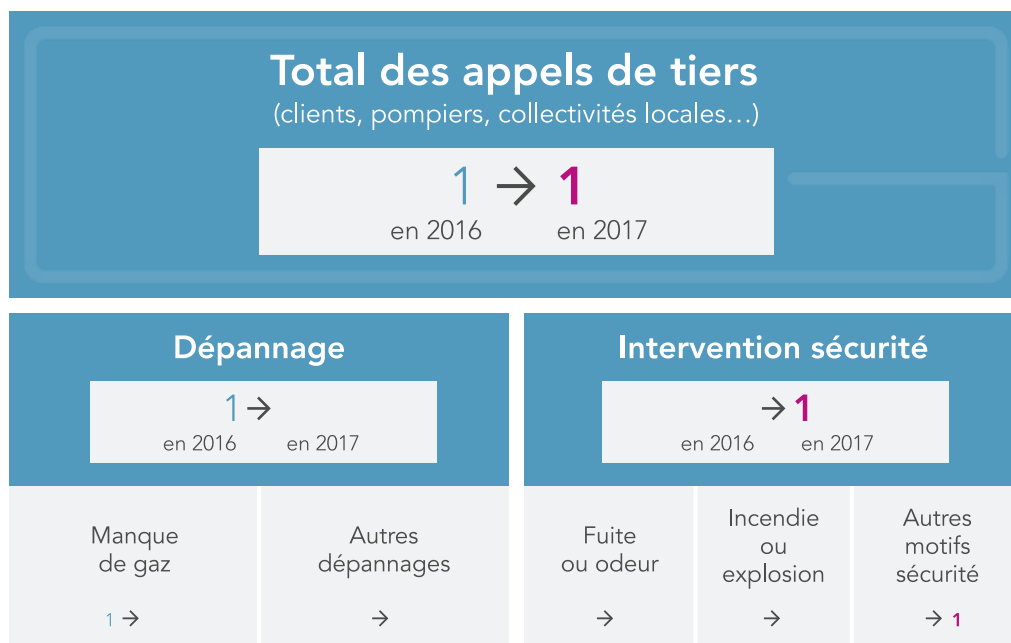 Total des appels de tiers
(clients, pompiers, collectivités locales...)
1 → 1
en 2016 en 2017
Dépannage
1 →
en 2016 en 2017
Manque
de gaz
1 →
Autres
dépannages
→
Intervention sécurité
→ 1
en 2016 en 2017
Fuite
ou odeur
→
Incendie
ou
explosion
→
Autres
motifs
sécurité
→ 1